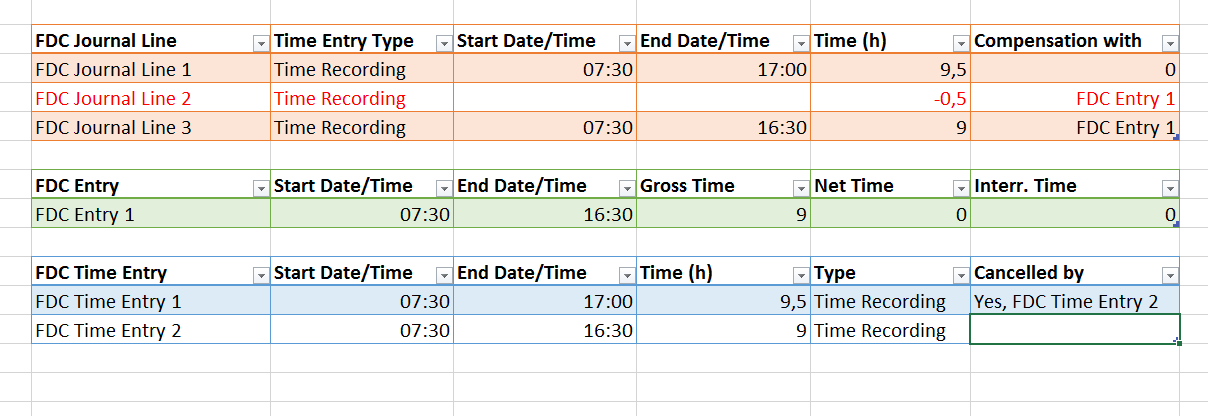 FDC Journal Line Time Entry Type Start Date/Time End Date/Time Time (h) Compensation with
FDC Journal Line 1 Time Recording 07:30 17:00 9,5 0
FDC Journal Line 2 Time Recording -0,5 FDC Entry 1
FDC Journal Line 3 Time Recording 07:30 16:30 9 FDC Entry 1
FDC Entry Start Date/Time End Date/Time Gross Time Net Time Interr. Time
FDC Entry 1 07:30 16:30 9 0 0
FDC Time Entry Start Date/Time End Date/Time Time (h) Type Cancelled by
FDC Time Entry 1 07:30 17:00 9,5 Time Recording Yes, FDC Time Entry 2
FDC Time Entry 2 07:30 16:30 9 Time Recording